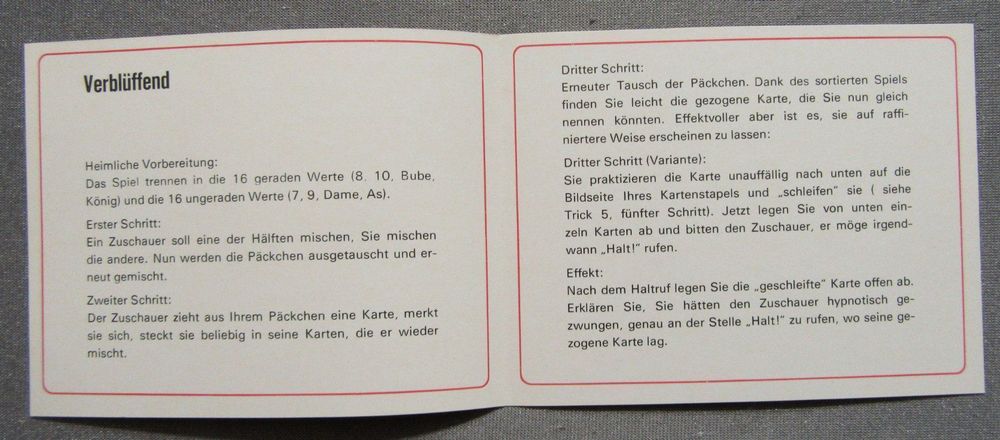 Verblüffend
Heimliche Vorbereitung:
Das Spiel trennen in die 16 geraden Werte (8, 10, Bube,
König) und die 16 ungeraden Werte (7, 9, Dame, As).
Erster Schritt:
Ein Zuschauer soll eine der Hälften mischen, Sie mischen
die andere. Nun werden die Päckchen ausgetauscht und er-
neut gemischt.
Zweiter Schritt:
Der Zuschauer zieht aus Ihrem Päckchen eine Karte, merkt
sie sich, steckt sie beliebig in seine Karten, die er wieder
mischt.
Dritter Schritt:
Erneuter Tausch der Päckchen. Dank des sortierten Spiels
finden Sie leicht die gezogene Karte, die Sie nun gleich
nennen könnten. Effektvoller aber ist es, sie auf raffi-
niertere Weise erscheinen zu lassen:
Dritter Schritt (Variante):
Sie praktizieren die Karte unauffällig nach unten auf die
Bildseite Ihres Kartenstapels und „schleifen" sie ( siehe
Trick 5, fünfter Schritt). Jetzt legen Sie von unten ein-
zeln Karten ab und bitten den Zuschauer, er möge irgend-
wann „Halt!" rufen.
Effekt:
Nach dem Haltruf legen Sie die „geschleifte" Karte offen ab.
Erklären Sie, Sie hätten den Zuschauer hypnotisch ge-
zwungen, genau an der Stelle „Halt!" zu rufen, wo seine ge-
zogene Karte lag.